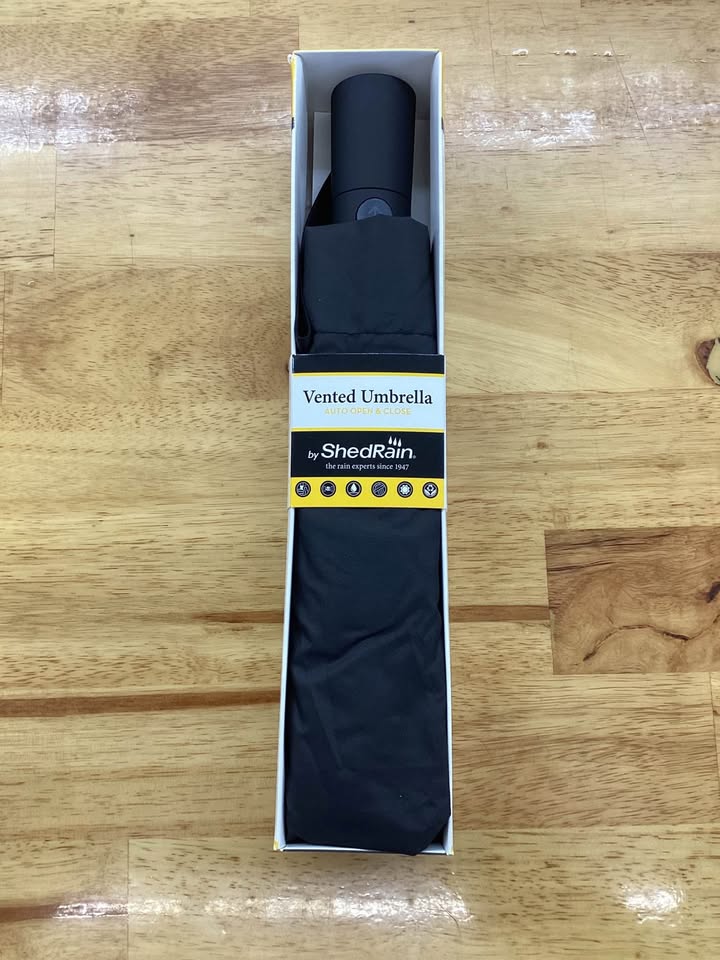 Vented Umbrella
AUTO OPEN & CLOSE
by ShedRain®
the rain experts since 1947